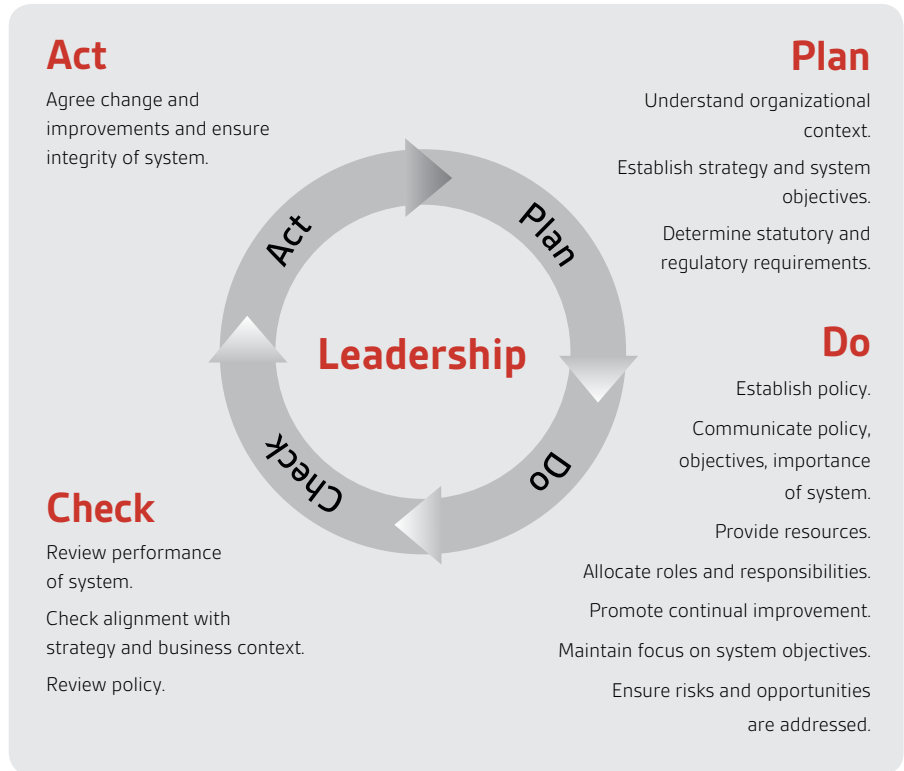 Act
Agree change and
improvements and ensure
integrity of system.
Plan
Understand organizational
context.
Establish strategy and system
objectives.
Determine statutory and
regulatory requirements.
Act
Plan
Leadership
Check
Do
Do
Establish policy.
Communicate policy,
objectives, importance
of system.
Provide resources.
Allocate roles and responsibilities.
Promote continual improvement.
Maintain focus on system objectives.
Ensure risks and opportunities
are addressed.
Check
Review performance
of system.
Check alignment with
strategy and business context.
Review policy.